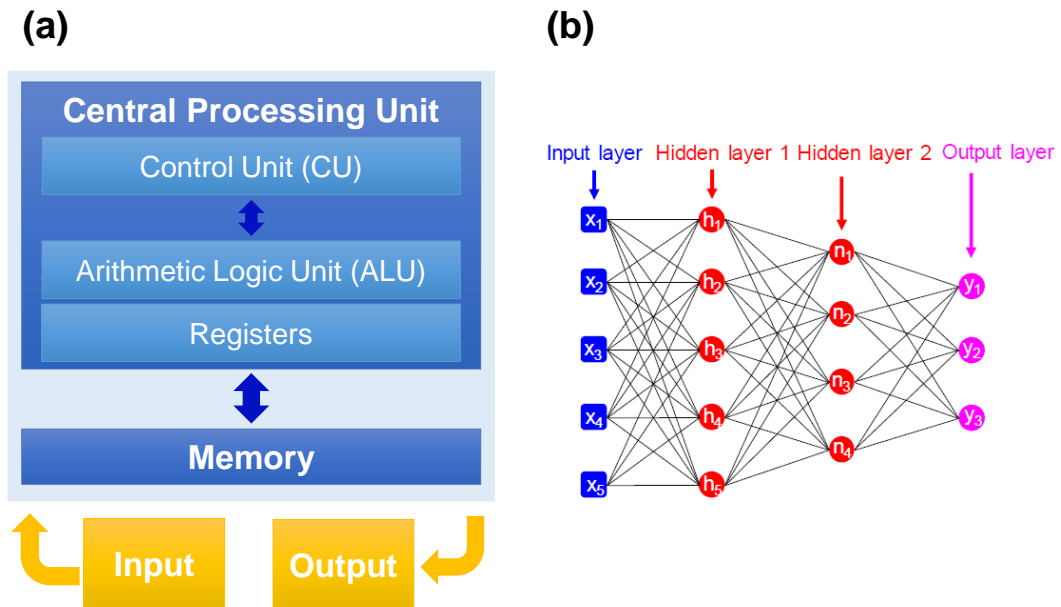 (a)
Central Processing Unit
Control Unit (CU)
Arithmetic Logic Unit (ALU)
Registers
Memory
Input
Output
(b)
Input layer
Hidden layer 1
Hidden layer 2
Output layer
x1
x2
x3
x4
x5
h1
h2
h3
h4
h5
n1
n2
n3
n4
y1
y2
y3